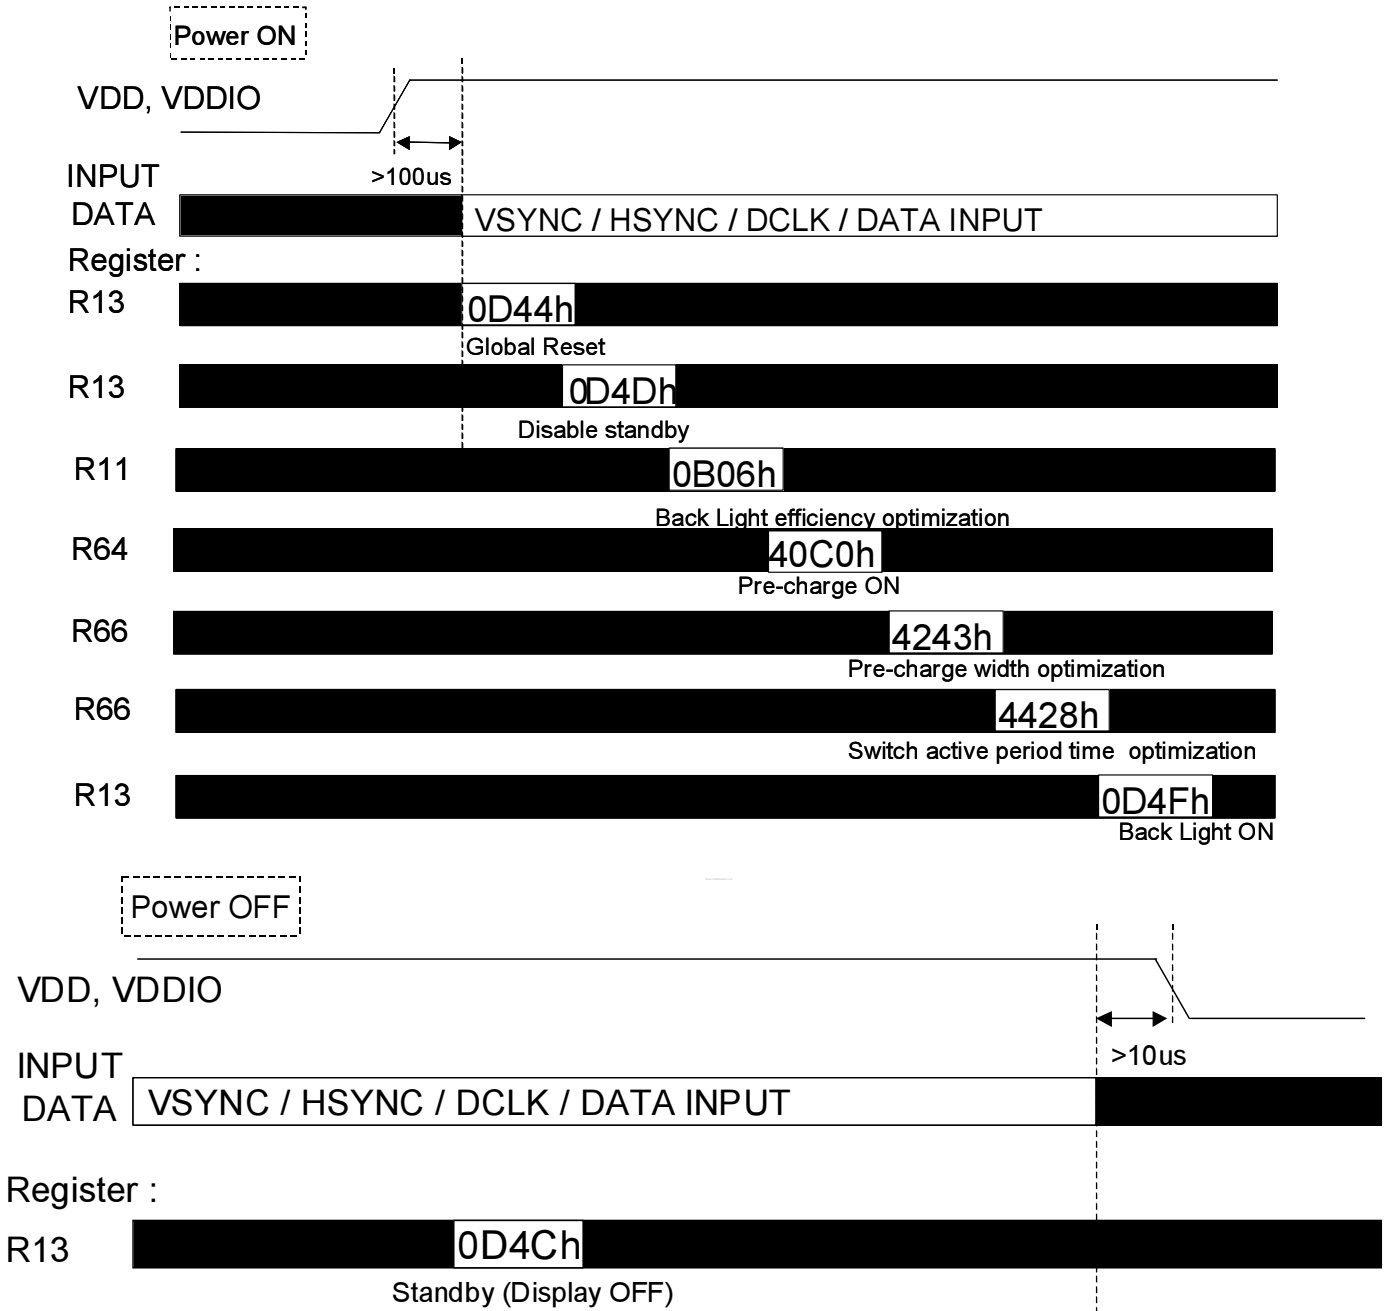 Power ON
VDD, VDDIO
>100us
INPUT
DATA
VSYNC / HSYNC / DCLK / DATA INPUT
Register :
R13
0D44h
Global Reset
R13
0D4Dh
Disable standby
R11
0B06h
Back Light efficiency optimization
R64
40C0h
Pre-charge ON
R66
4243h
Pre-charge width optimization
R66
4428h
Switch active period time optimization
R13
0D4Fh
Back Light ON
Power OFF
VDD, VDDIO
>10us
INPUT
DATA
VSYNC / HSYNC / DCLK / DATA INPUT
Register :
R13
0D4Ch
Standby (Display OFF)